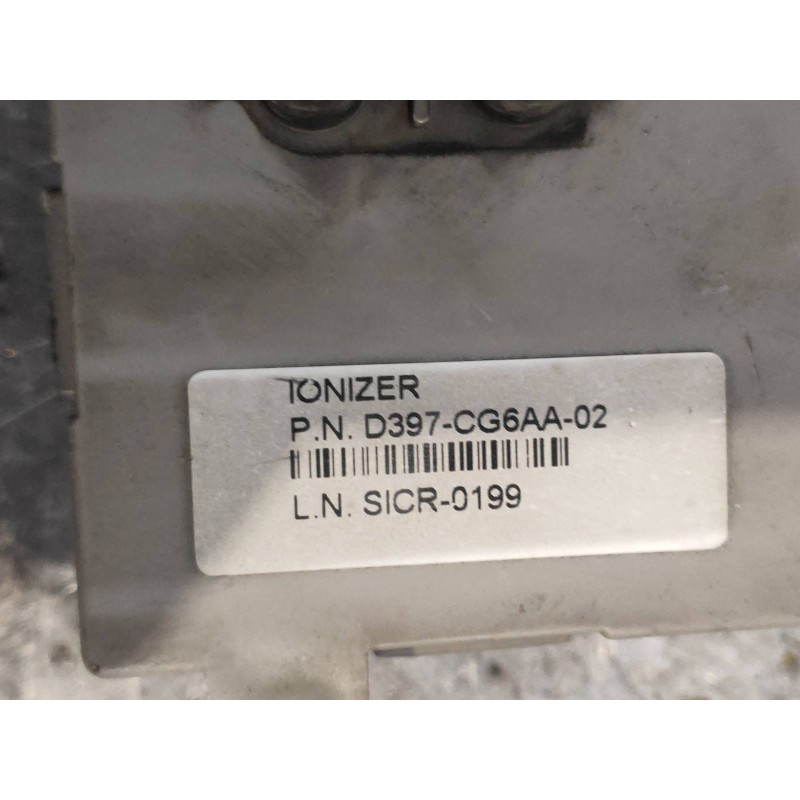 IONIZER
P.N. D397-CG6AA-02
L.N. SICR-0199